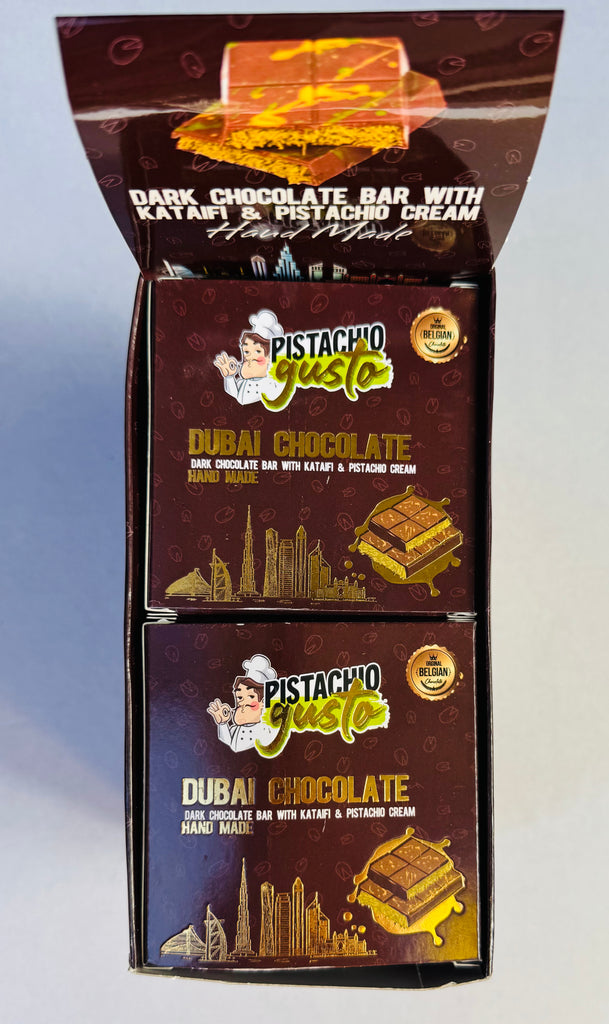 DARK CHOCOLATE BAR WITH
KATAIFI & PISTACHIO CREAM
Hand Made
PISTACHIO
gusto
ORIGINAL
BELGIAN
Chocolate
DUBAI CHOCOLATE
DARK CHOCOLATE BAR WITH KATAIFI & PISTACHIO CREAM
HAND MADE
PISTACHIO
gusto
ORIGINAL
BELGIAN
Chocolate
DUBAI CHOCOLATE
DARK CHOCOLATE BAR WITH KATAIFI & PISTACHIO CREAM
HAND MADE